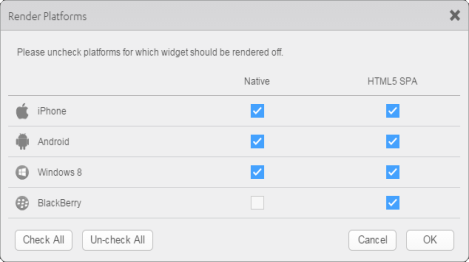 Render Platforms
Please uncheck platforms for which widget should be rendered off.
Native HTML5 SPA
iPhone
Android
Windows 8
BlackBerry
Check All Un-check All Cancel OK